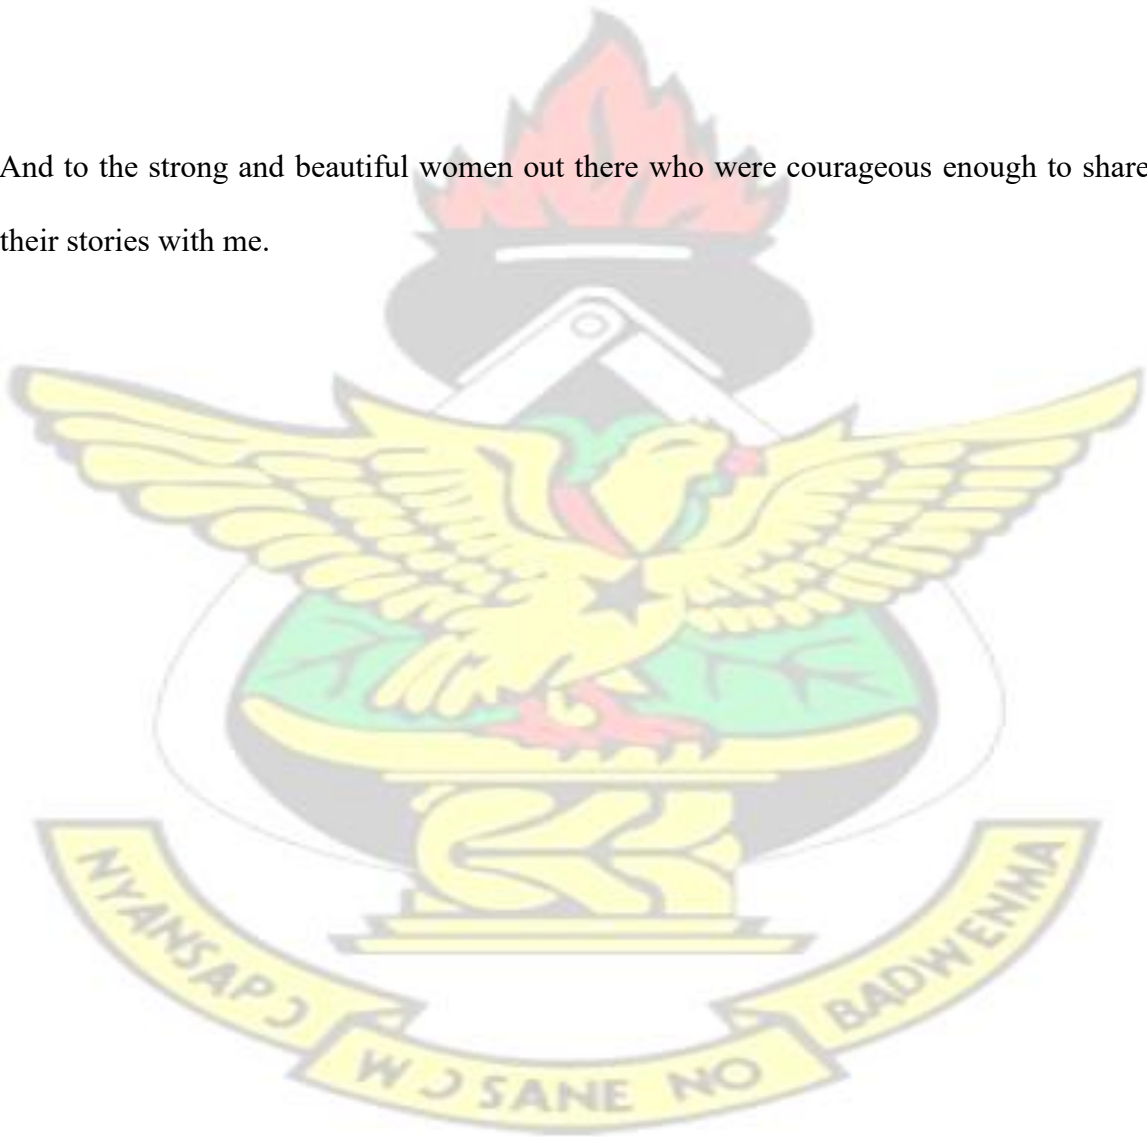 And to the strong and beautiful women out there who were courageous enough to share
their stories with me.
NYANSAPƆ
WƆSANE NO
BADWENMA